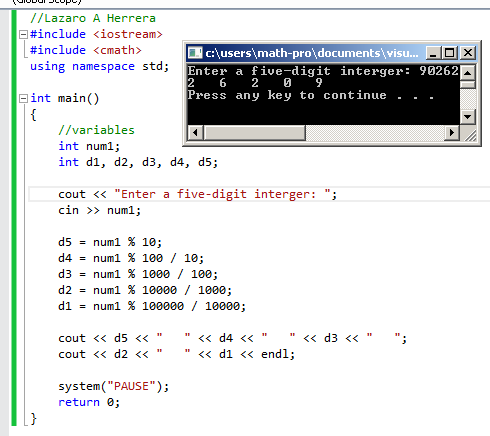 (Global Scope)
//Lazaro A Herrera
#include <iostream>
#include <cmath>
using namespace std;
int main()
{
//variables
int num1;
int d1, d2, d3, d4, d5;
cout << "Enter a five-digit interger: ";
cin >> num1;
d5 = num1 % 10;
d4 = num1 % 100 / 10;
d3 = num1 % 1000 / 100;
d2 = num1 % 10000 / 1000;
d1 = num1 % 100000 / 10000;
cout << d5 << "   " << d4 << "   " << d3 << "   ";
cout << d2 << "   " << d1 << endl;
system("PAUSE");
return 0;
}
c:\users\math-pro\documents\visu...
Enter a five-digit interger: 90262
2   6   2   0   9
Press any key to continue . . .